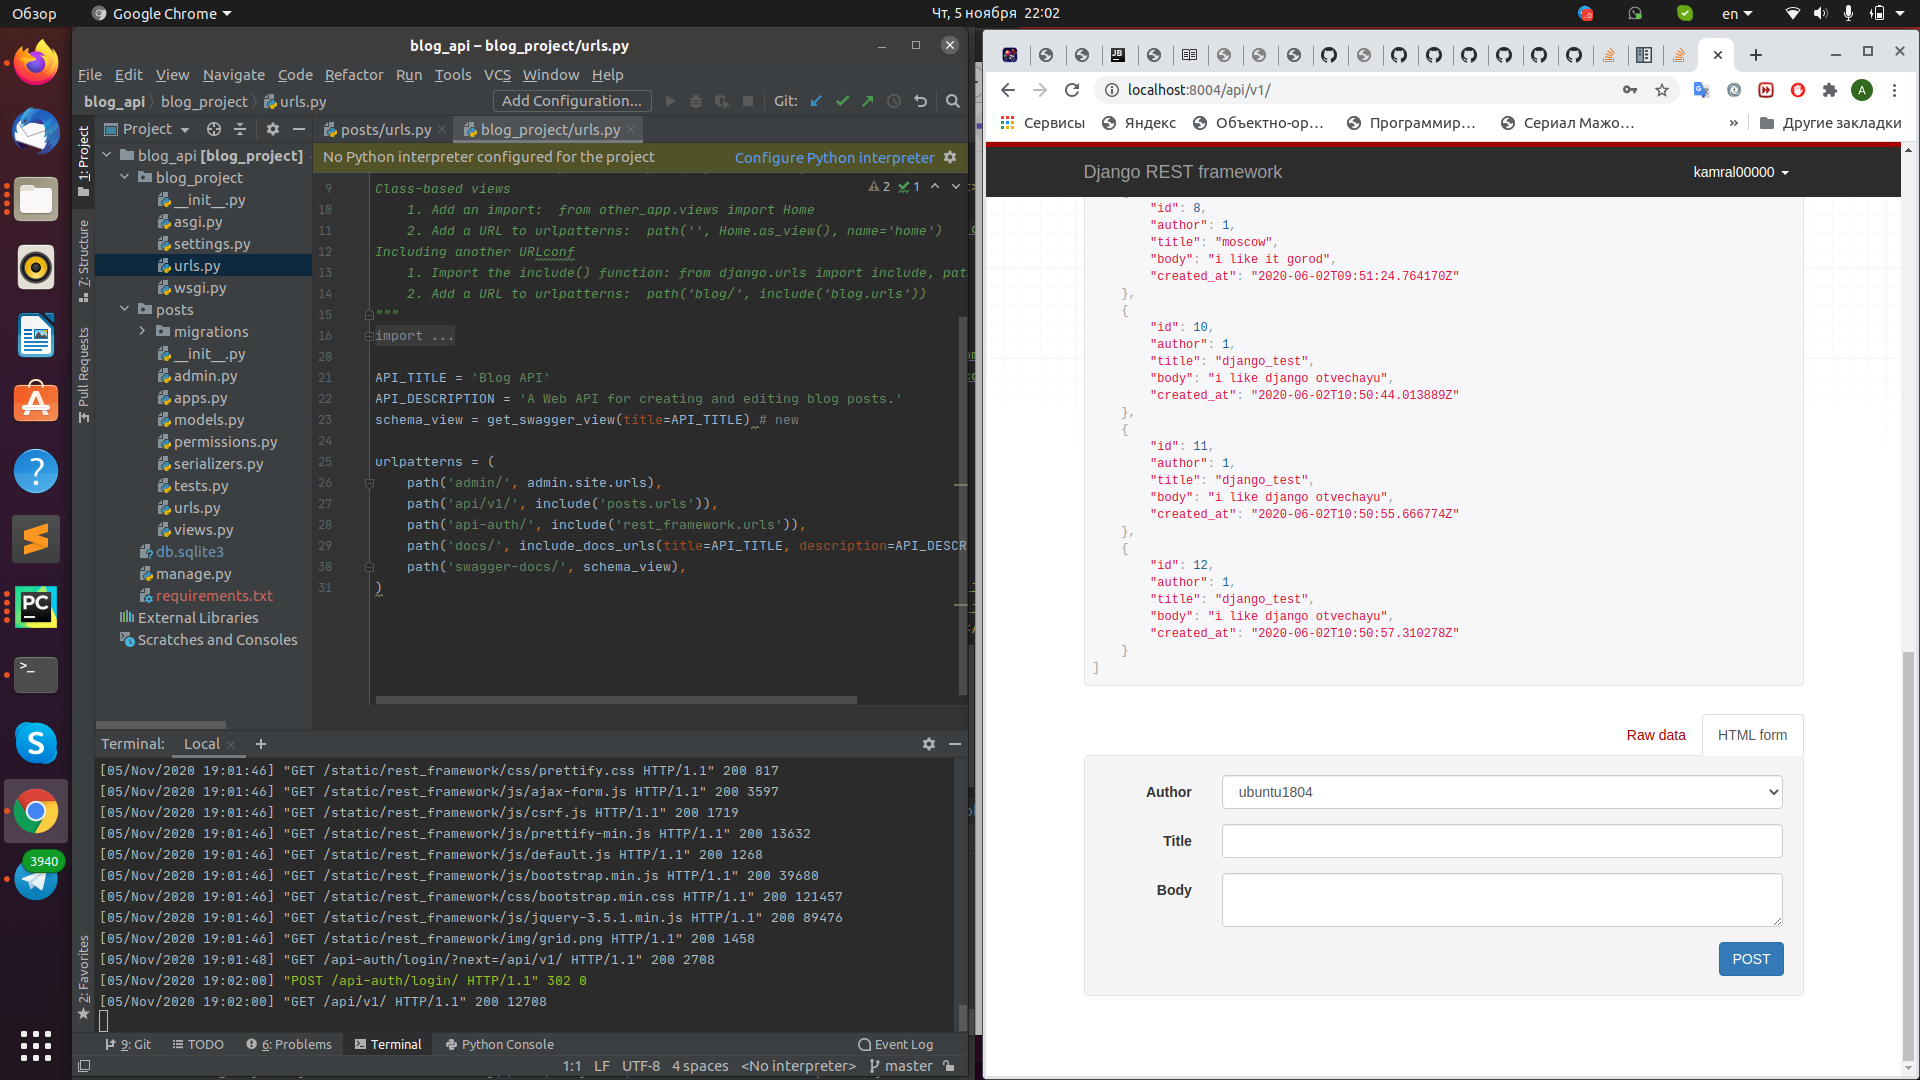 Обзор
Google Chrome
Чт, 5 ноября 22:02
en
blog_api – blog_project/urls.py
File Edit View Navigate Code Refactor Run Tools VCS Window Help
blog_api
blog_project
urls.py
Add Configuration...
Git:
1: Project
7: Structure
Pull Requests
2: Favorites
Project
posts/urls.py
blog_project/urls.py
No Python interpreter configured for the project
Configure Python interpreter
blog_api [blog_project]
blog_project
__init__.py
asgi.py
settings.py
urls.py
wsgi.py
posts
migrations
__init__.py
admin.py
apps.py
models.py
permissions.py
serializers.py
tests.py
urls.py
views.py
db.sqlite3
manage.py
requirements.txt
External Libraries
Scratches and Consoles
2
1
9 Class-based views
10     1. Add an import:  from other_app.views import Home
11     2. Add a URL to urlpatterns:  path('', Home.as_view(), name='home')
12 Including another URLconf
13     1. Import the include() function: from django.urls import include, pat
14     2. Add a URL to urlpatterns:  path('blog/', include('blog.urls'))
15 """
16 import ...
20
21 API_TITLE = 'Blog API'
22 API_DESCRIPTION = 'A Web API for creating and editing blog posts.'
23 schema_view = get_swagger_view(title=API_TITLE) # new
24
25 urlpatterns = (
26     path('admin/', admin.site.urls),
27     path('api/v1/', include('posts.urls')),
28     path('api-auth/', include('rest_framework.urls')),
29     path('docs/', include_docs_urls(title=API_TITLE, description=API_DESCR
30     path('swagger-docs/', schema_view),
31 )
Terminal:
Local
[05/Nov/2020 19:01:46] "GET /static/rest_framework/css/prettify.css HTTP/1.1" 200 817
[05/Nov/2020 19:01:46] "GET /static/rest_framework/js/ajax-form.js HTTP/1.1" 200 3597
[05/Nov/2020 19:01:46] "GET /static/rest_framework/js/csrf.js HTTP/1.1" 200 1719
[05/Nov/2020 19:01:46] "GET /static/rest_framework/js/prettify-min.js HTTP/1.1" 200 13632
[05/Nov/2020 19:01:46] "GET /static/rest_framework/js/default.js HTTP/1.1" 200 1268
[05/Nov/2020 19:01:46] "GET /static/rest_framework/js/bootstrap.min.js HTTP/1.1" 200 39680
[05/Nov/2020 19:01:46] "GET /static/rest_framework/css/bootstrap.min.css HTTP/1.1" 200 121457
[05/Nov/2020 19:01:46] "GET /static/rest_framework/js/jquery-3.5.1.min.js HTTP/1.1" 200 89476
[05/Nov/2020 19:01:46] "GET /static/rest_framework/img/grid.png HTTP/1.1" 200 1458
[05/Nov/2020 19:01:48] "GET /api-auth/login/?next=/api/v1/ HTTP/1.1" 200 2708
[05/Nov/2020 19:02:00] "POST /api-auth/login/ HTTP/1.1" 302 0
[05/Nov/2020 19:02:00] "GET /api/v1/ HTTP/1.1" 200 12708
9: Git
TODO
6: Problems
Terminal
Python Console
Event Log
1:1 LF UTF-8 4 spaces <No interpreter> master
PC
3940
JB
localhost:8004/api/v1/
A
Сервисы
Яндекс
Объектно-ор...
Программир...
Сериал Мажо...
»
Другие закладки
Django REST framework
kamral00000
"id": 8,
"author": 1,
"title": "moscow",
"body": "i like it gorod",
"created_at": "2020-06-02T09:51:24.764170Z"
},
{
"id": 10,
"author": 1,
"title": "django_test",
"body": "i like django otvechayu",
"created_at": "2020-06-02T10:50:44.013889Z"
},
{
"id": 11,
"author": 1,
"title": "django_test",
"body": "i like django otvechayu",
"created_at": "2020-06-02T10:50:55.666774Z"
},
{
"id": 12,
"author": 1,
"title": "django_test",
"body": "i like django otvechayu",
"created_at": "2020-06-02T10:50:57.310278Z"
}
]
Raw data
HTML form
Author
ubuntu1804
Title
Body
POST